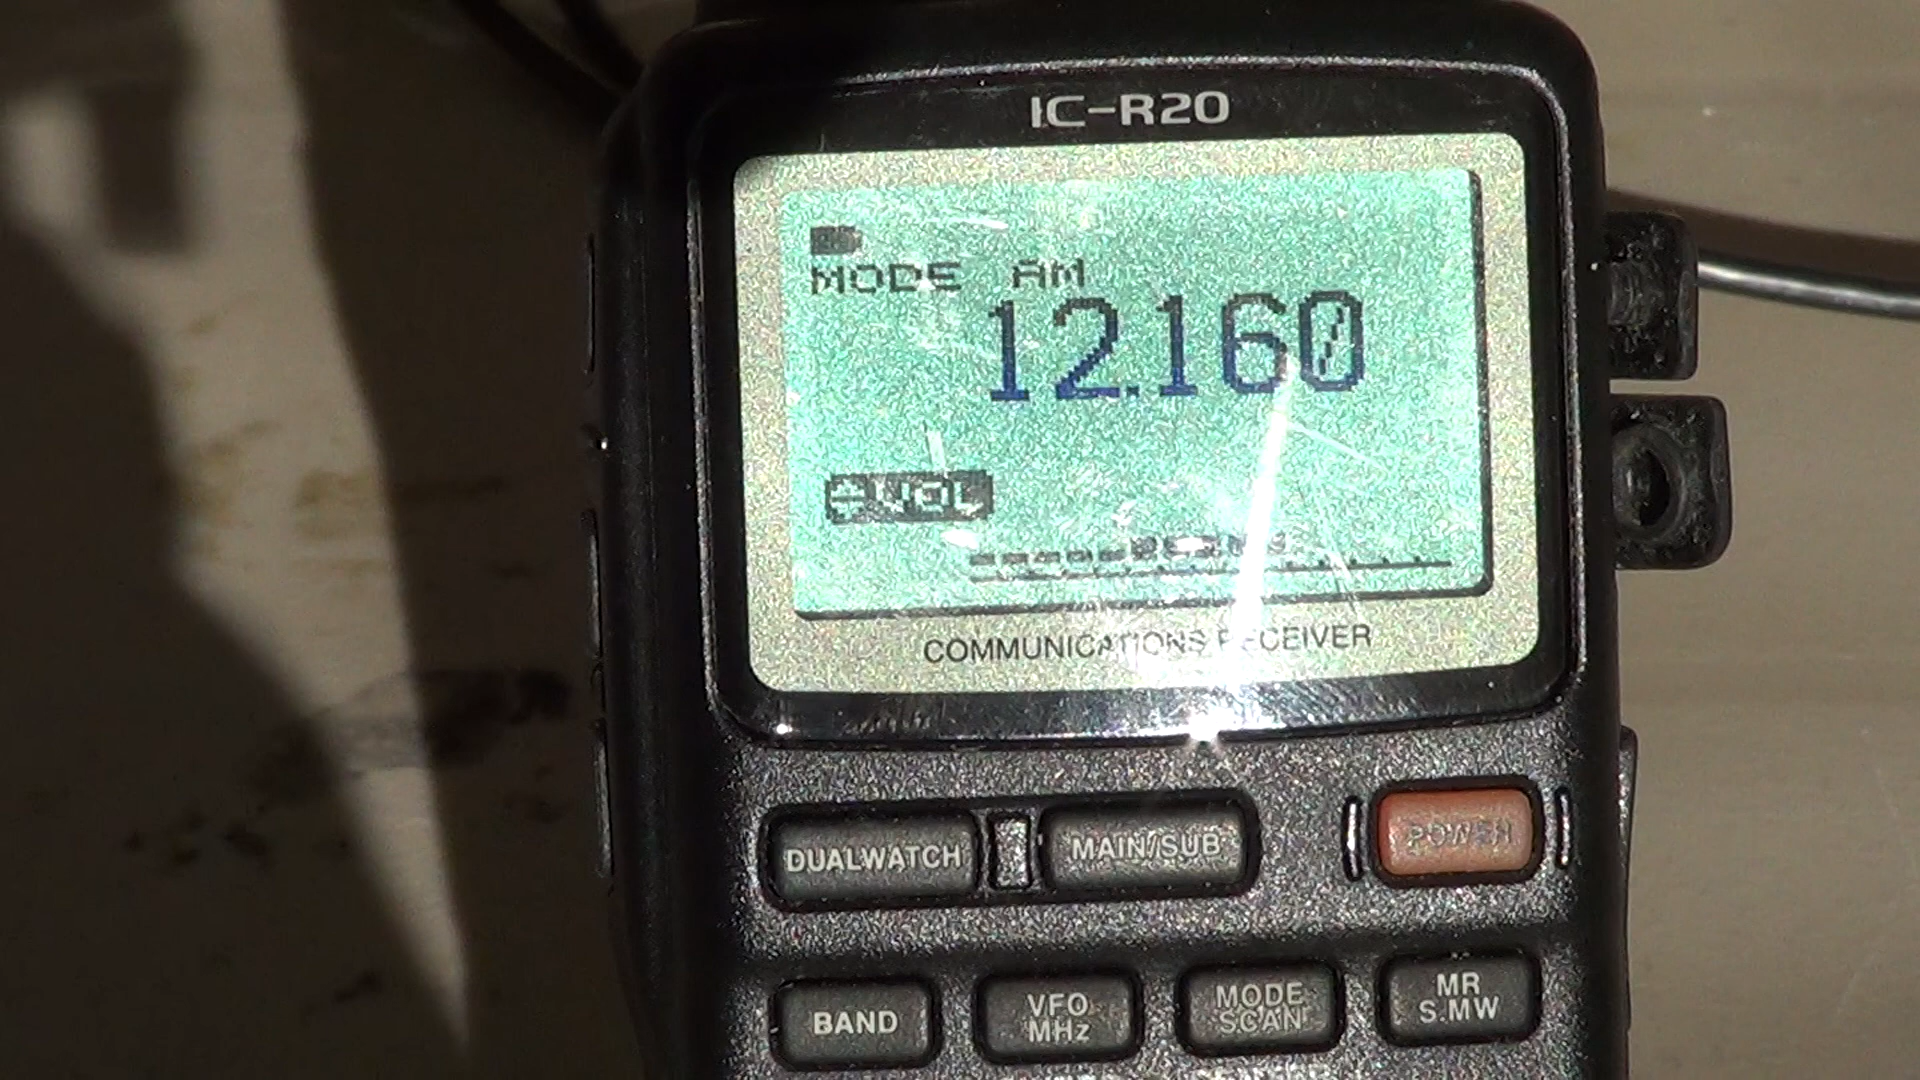 IC-R20
MODE AM
12.160
VOL
COMMUNICATIONS RECEIVER
DUALWATCH
MAIN/SUB
POWER
BAND
VFO
MHz
MODE
SCAN
MR
S.MW